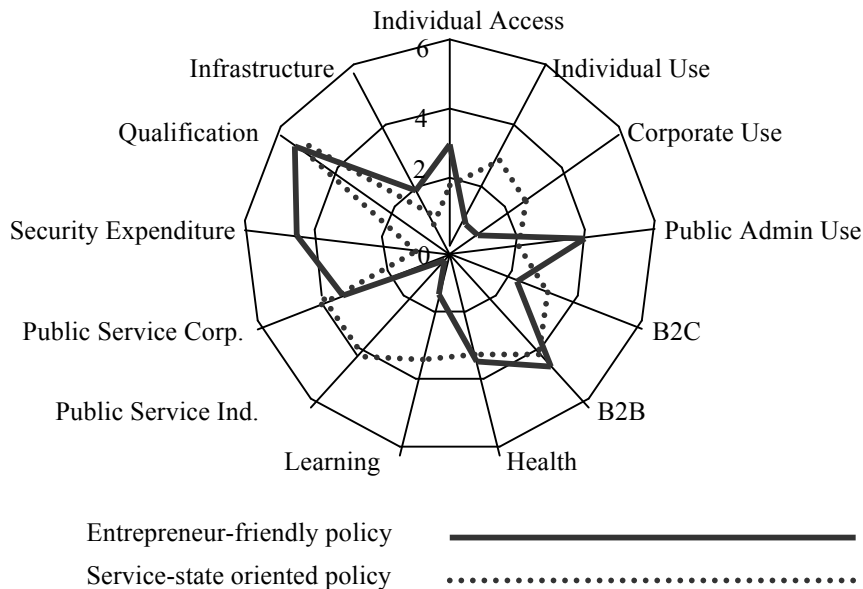 Individual Access
6
Infrastructure
Individual Use
Qualification
4
Corporate Use
2
Security Expenditure
Public Admin Use
0
Public Service Corp.
B2C
Public Service Ind.
B2B
Learning
Health
Entrepreneur-friendly policy
Service-state oriented policy